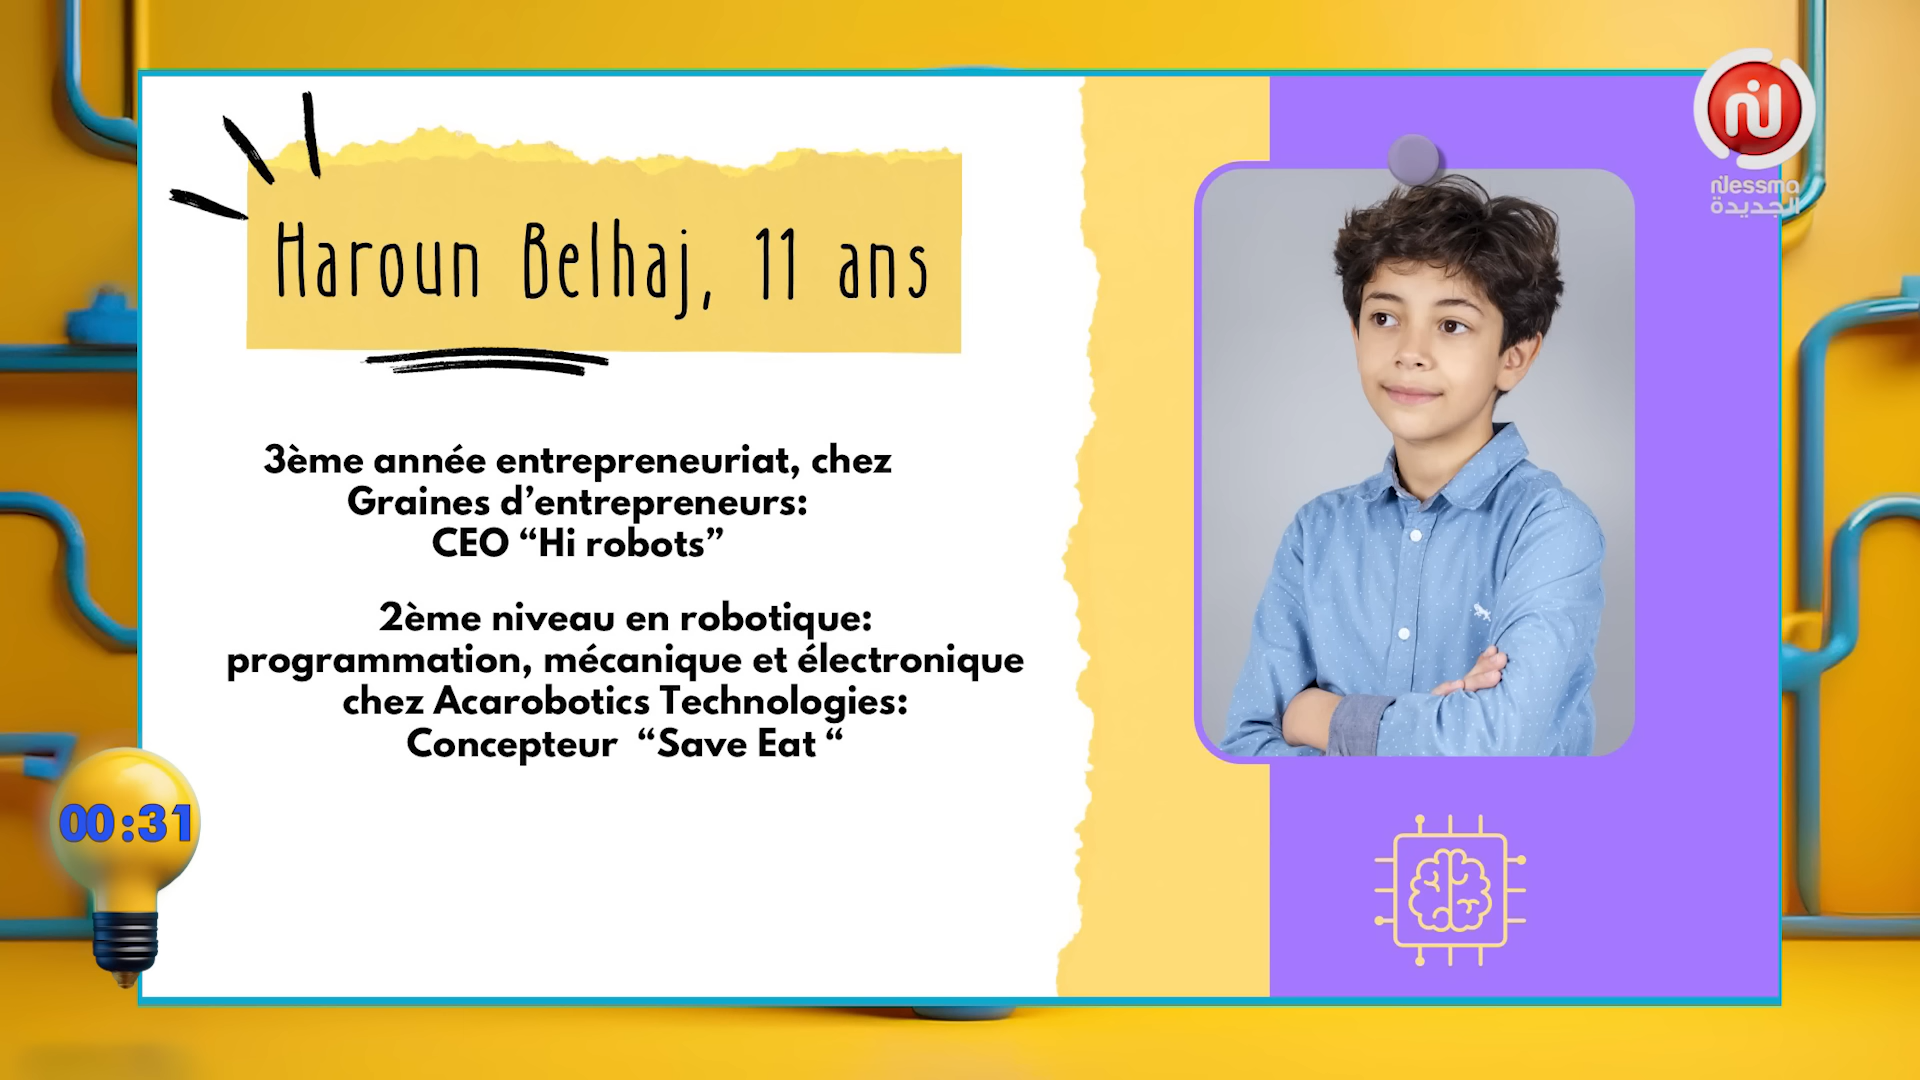 Haroun Belhaj, 11 ans
3ème année entrepreneuriat, chez
Graines d’entrepreneurs:
CEO “Hi robots”
2ème niveau en robotique:
programmation, mécanique et électronique
chez Acarobotics Technologies:
Concepteur “Save Eat “
00:31
nessma
الجديدة